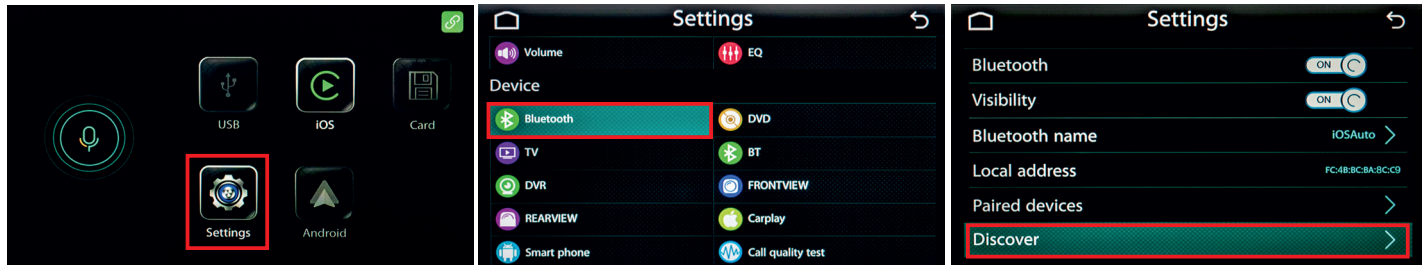 USB
iOS
Card
Settings
Android
Settings
Volume
EQ
Device
Bluetooth
DVD
TV
BT
DVR
FRONTVIEW
REARVIEW
Carplay
Smart phone
Call quality test
Settings
Bluetooth
ON
Visibility
ON
Bluetooth name
iOSAuto
Local address
FC:4B:BC:BA:8C:C9
Paired devices
Discover